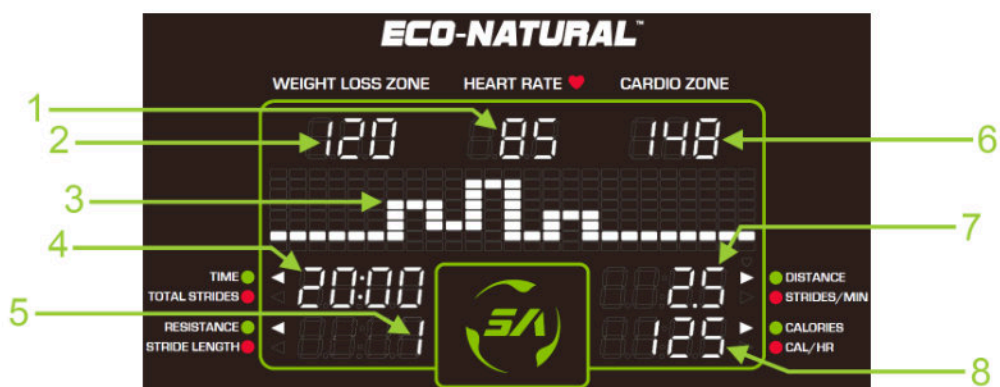 ECO-NATURAL™
WEIGHT LOSS ZONE HEART RATE CARDIO ZONE
1
2 120 85 148 6
3
4 7
TIME 20:00 2.5 DISTANCE
TOTAL STRIDES STRIDES/MIN
5 SA
RESISTANCE 1 125 CALORIES
STRIDE LENGTH CAL/HR
8